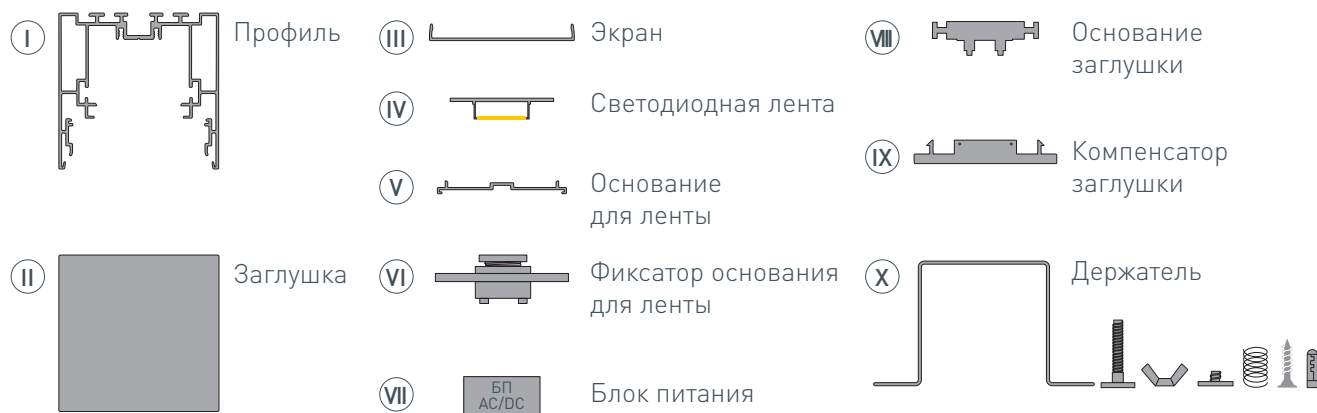 I
Профиль
II
Заглушка
III
Экран
IV
Светодиодная лента
V
Основание
для ленты
VI
Фиксатор основания
для ленты
VII
БП
AC/DC
Блок питания
VIII
Основание
заглушки
IX
Компенсатор
заглушки
X
Держатель